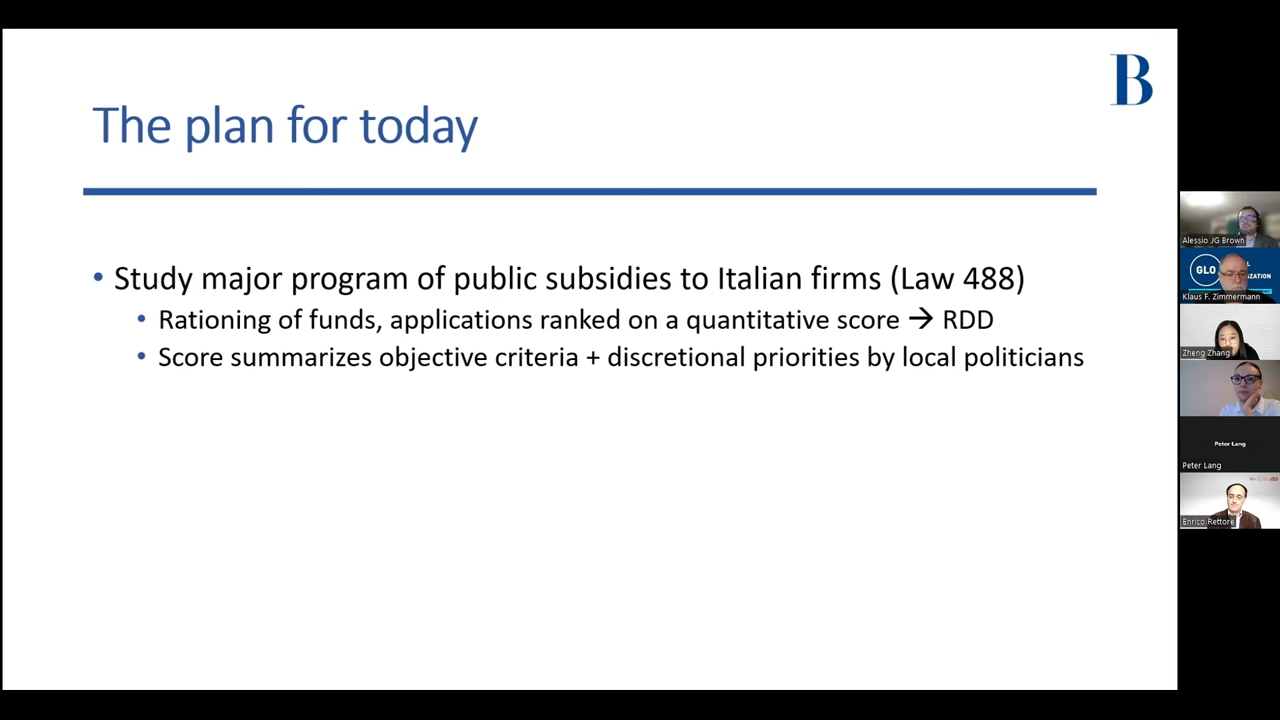 B
The plan for today
• Study major program of public subsidies to Italian firms (Law 488)
• Rationing of funds, applications ranked on a quantitative score → RDD
• Score summarizes objective criteria + discretional priorities by local politicians
Alessio JG Brown
GLO
Klaus F. Zimmermann
Zheng Zhang
Peter Lang
Peter Lang
Enrico Rettore